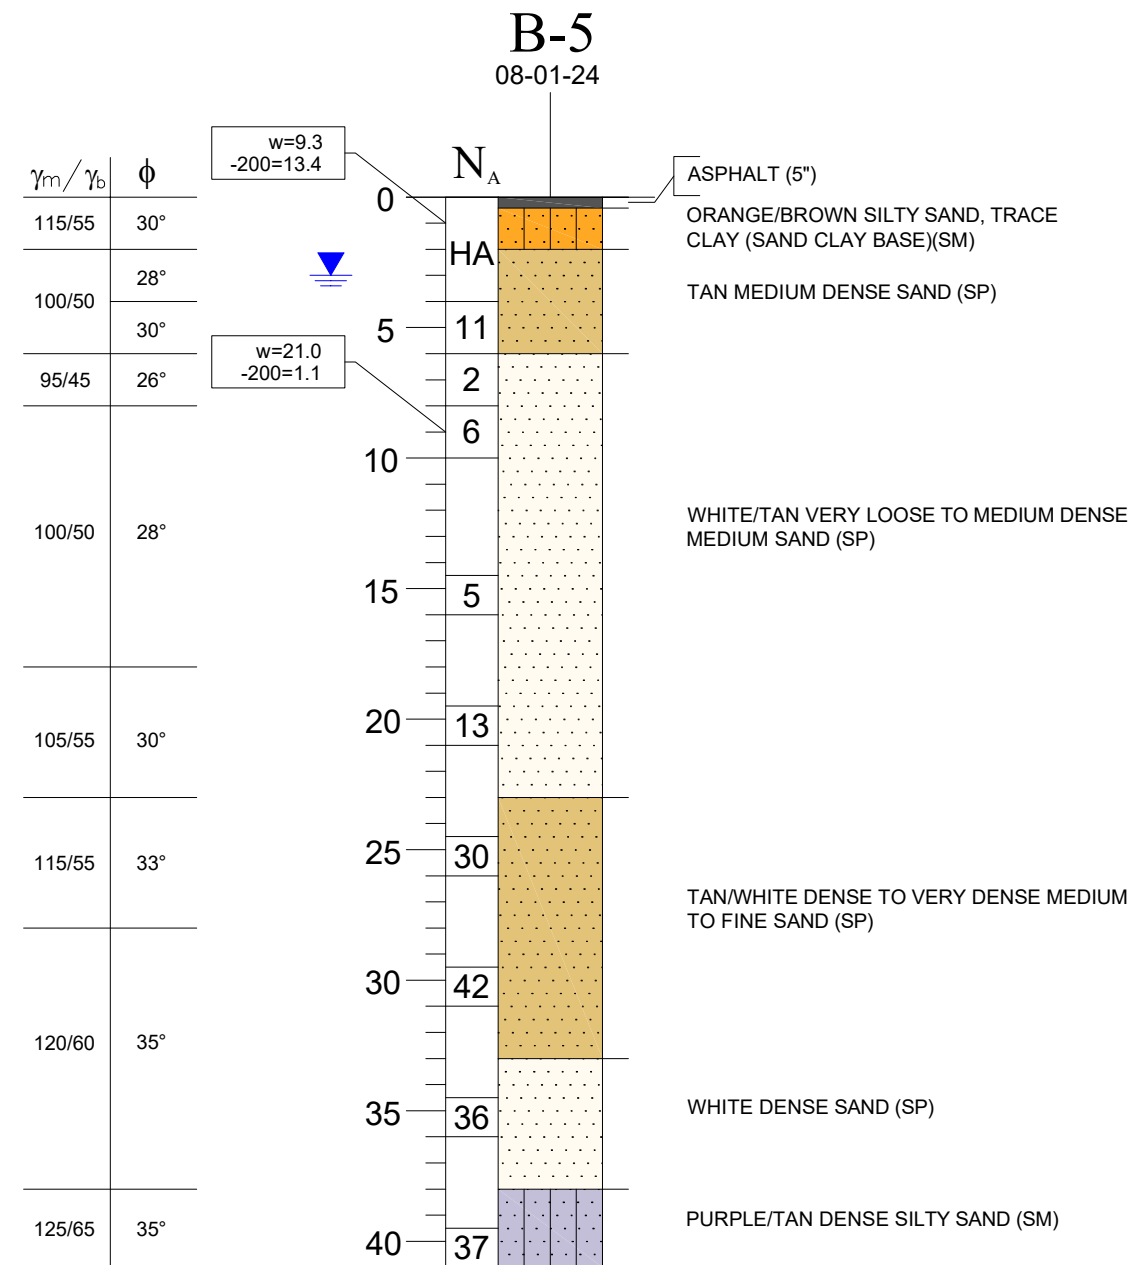 B-5
08-01-24
w=9.3
-200=13.4
γm/γb
ϕ
N_A
ASPHALT (5")
0
115/55
30°
ORANGE/BROWN SILTY SAND, TRACE
CLAY (SAND CLAY BASE)(SM)
HA
28°
100/50
TAN MEDIUM DENSE SAND (SP)
30°
5
11
w=21.0
-200=1.1
95/45
26°
2
6
10
100/50
28°
WHITE/TAN VERY LOOSE TO MEDIUM DENSE
MEDIUM SAND (SP)
15
5
20
13
105/55
30°
25
30
115/55
33°
TAN/WHITE DENSE TO VERY DENSE MEDIUM
TO FINE SAND (SP)
30
42
120/60
35°
35
36
WHITE DENSE SAND (SP)
125/65
35°
PURPLE/TAN DENSE SILTY SAND (SM)
40
37